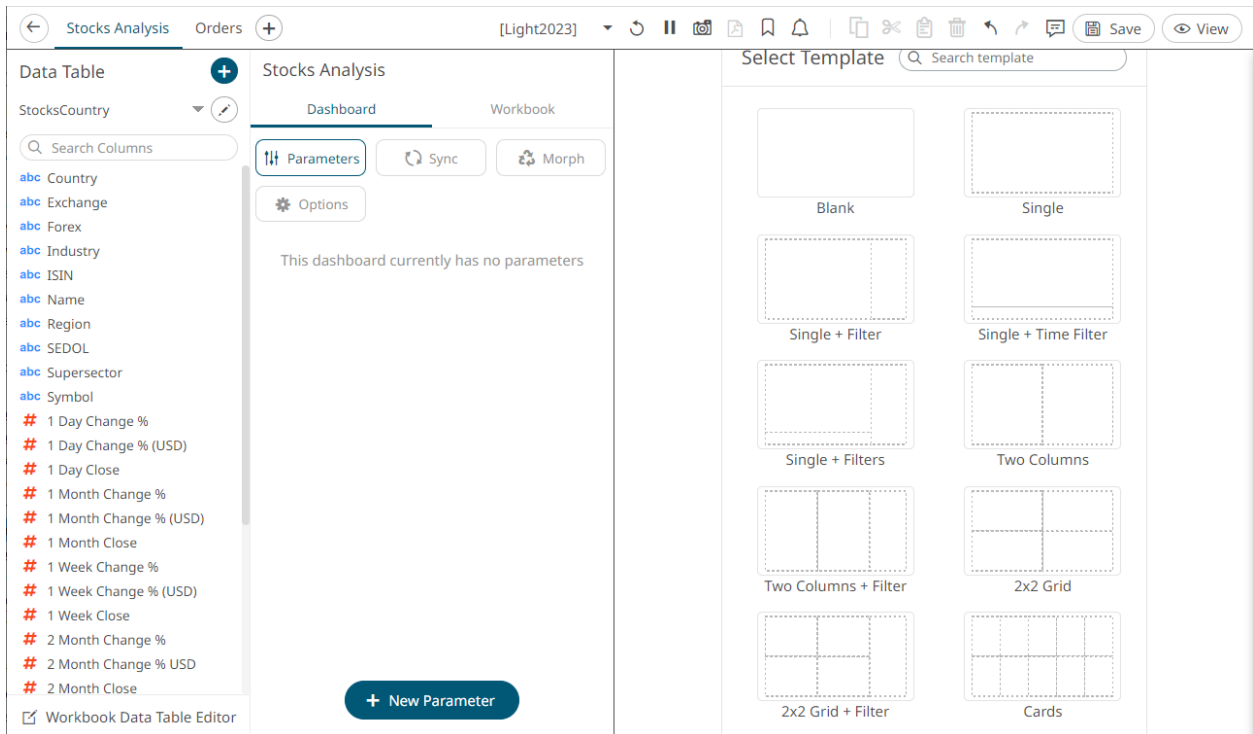 Stocks Analysis Orders [Light2023] Save View
Data Table
StocksCountry
Search Columns
abc Country
abc Exchange
abc Forex
abc Industry
abc ISIN
abc Name
abc Region
abc SEDOL
abc Supersector
abc Symbol
# 1 Day Change %
# 1 Day Change % (USD)
# 1 Day Close
# 1 Month Change %
# 1 Month Change % (USD)
# 1 Month Close
# 1 Week Change %
# 1 Week Change % (USD)
# 1 Week Close
# 2 Month Change %
# 2 Month Change % USD
# 2 Month Close
Workbook Data Table Editor
Stocks Analysis
Dashboard Workbook
Parameters Sync Morph
Options
This dashboard currently has no parameters
+ New Parameter
Select Template Search template
Blank Single
Single + Filter Single + Time Filter
Single + Filters Two Columns
Two Columns + Filter 2x2 Grid
2x2 Grid + Filter Cards